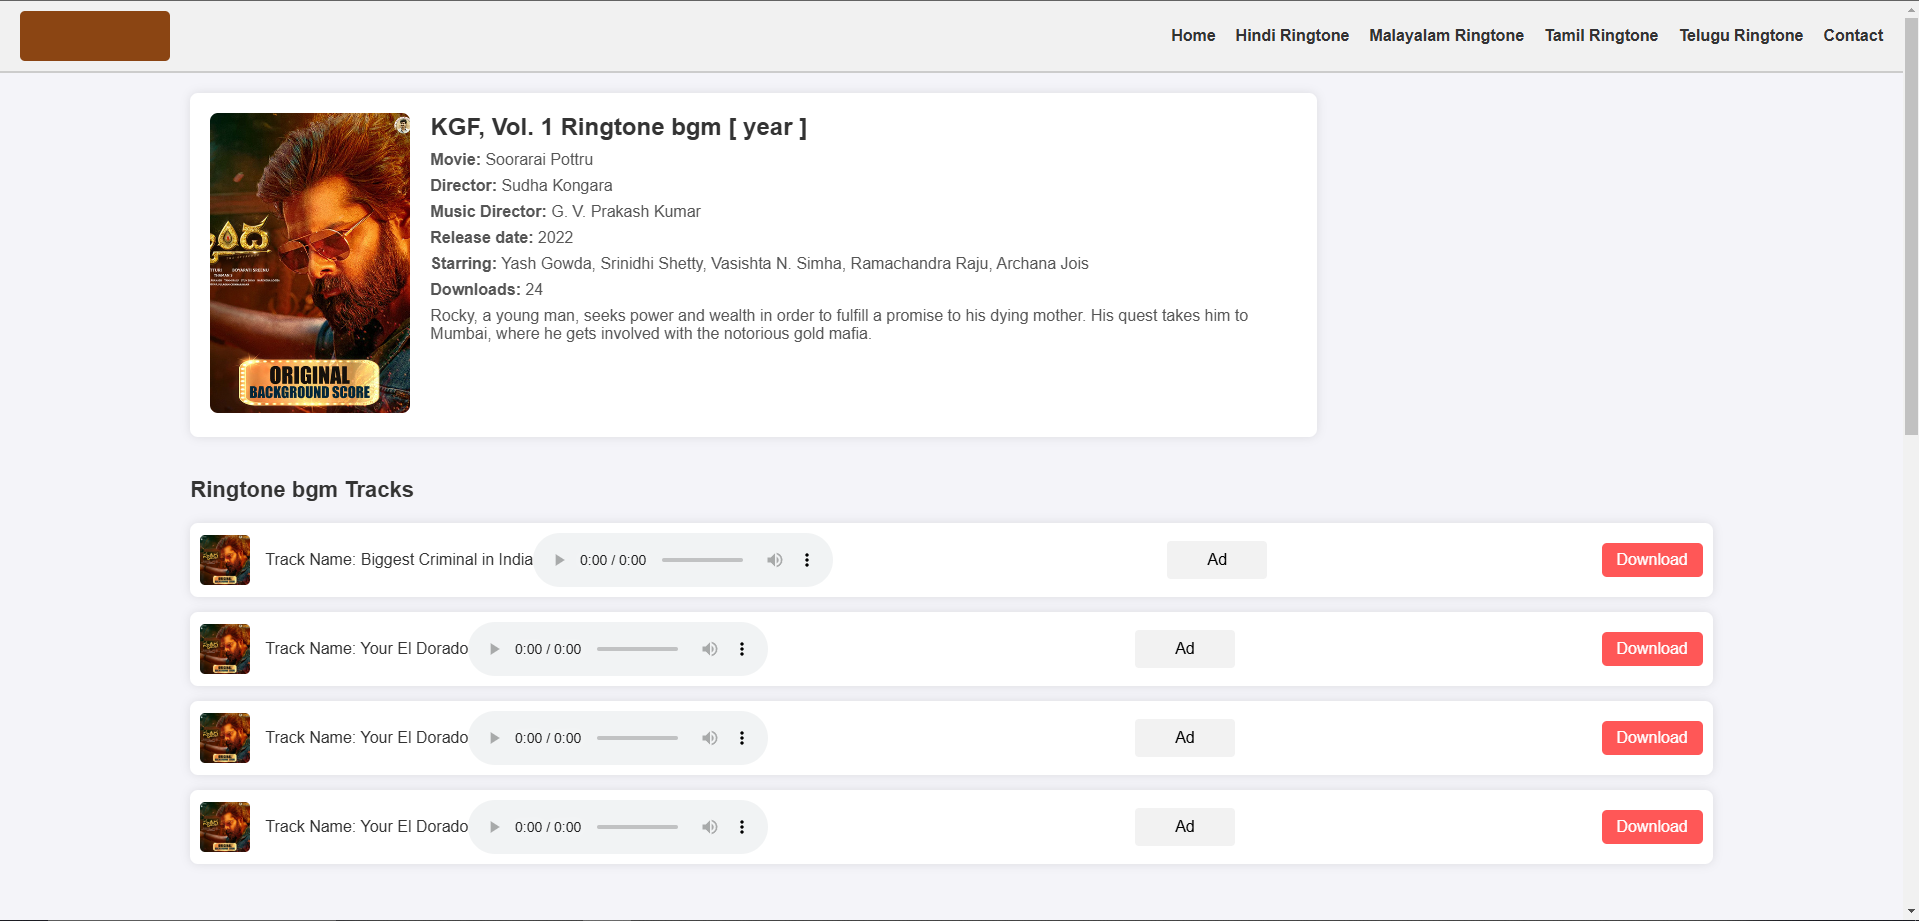 Home Hindi Ringtone Malayalam Ringtone Tamil Ringtone Telugu Ringtone Contact
KGF, Vol. 1 Ringtone bgm [ year ]
Movie: Soorarai Pottru
Director: Sudha Kongara
Music Director: G. V. Prakash Kumar
Release date: 2022
Starring: Yash Gowda, Srinidhi Shetty, Vasishta N. Simha, Ramachandra Raju, Archana Jois
Downloads: 24
Rocky, a young man, seeks power and wealth in order to fulfill a promise to his dying mother. His quest takes him to
Mumbai, where he gets involved with the notorious gold mafia.
BOYAPATI SREENU
ORIGINAL
BACKGROUND SCORE
Ringtone bgm Tracks
Track Name: Biggest Criminal in India 0:00 / 0:00 Ad Download
Track Name: Your El Dorado 0:00 / 0:00 Ad Download
Track Name: Your El Dorado 0:00 / 0:00 Ad Download
Track Name: Your El Dorado 0:00 / 0:00 Ad Download